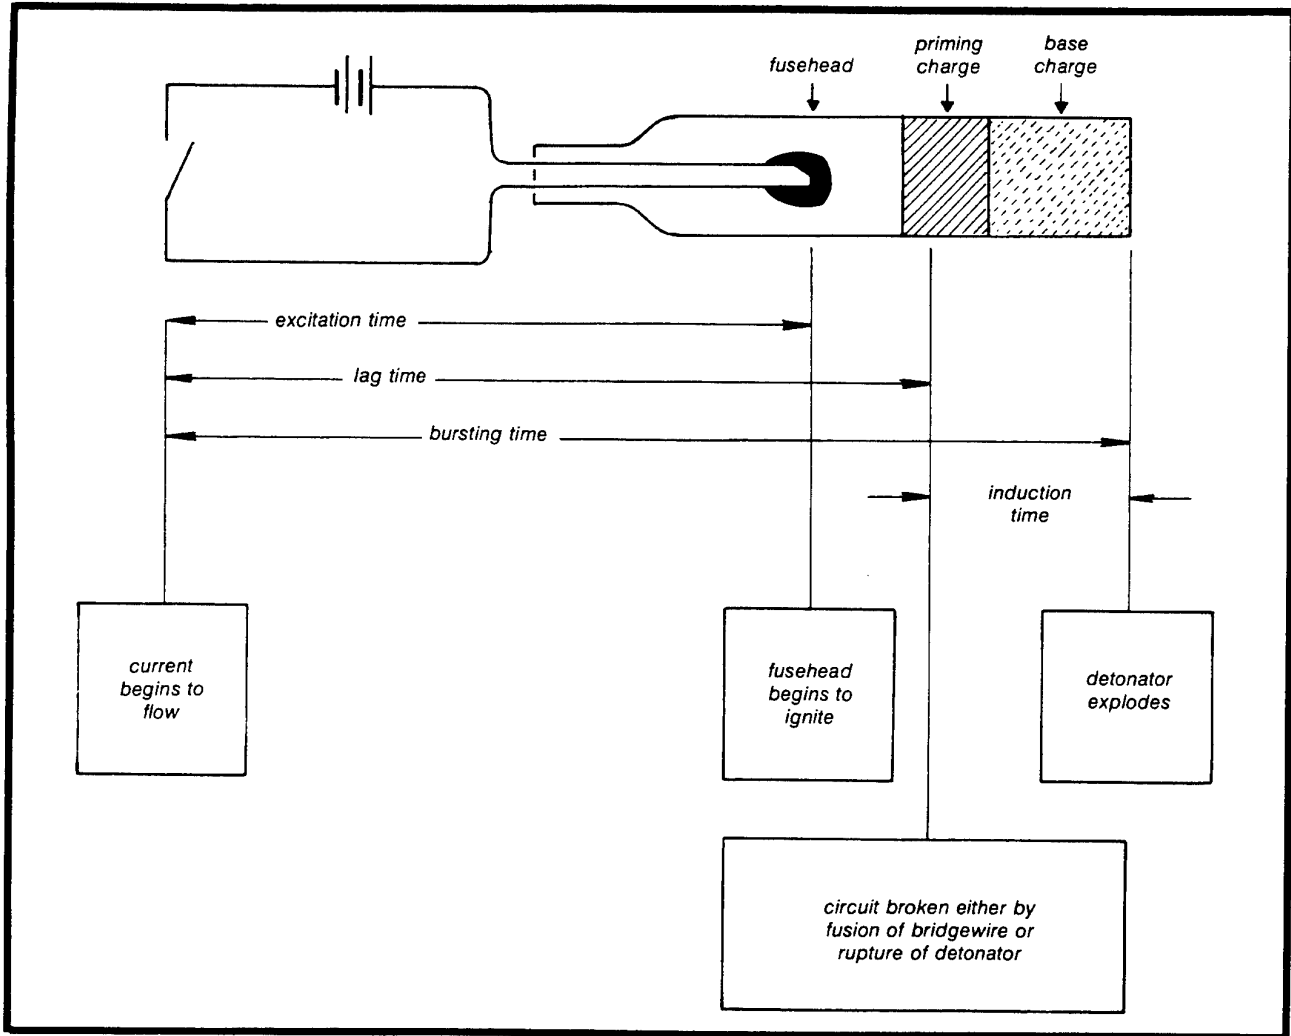 fusehead
priming
charge
base
charge
excitation time
lag time
bursting time
induction
time
current
begins to
flow
fusehead
begins to
ignite
detonator
explodes
circuit broken either by
fusion of bridgewire or
rupture of detonator